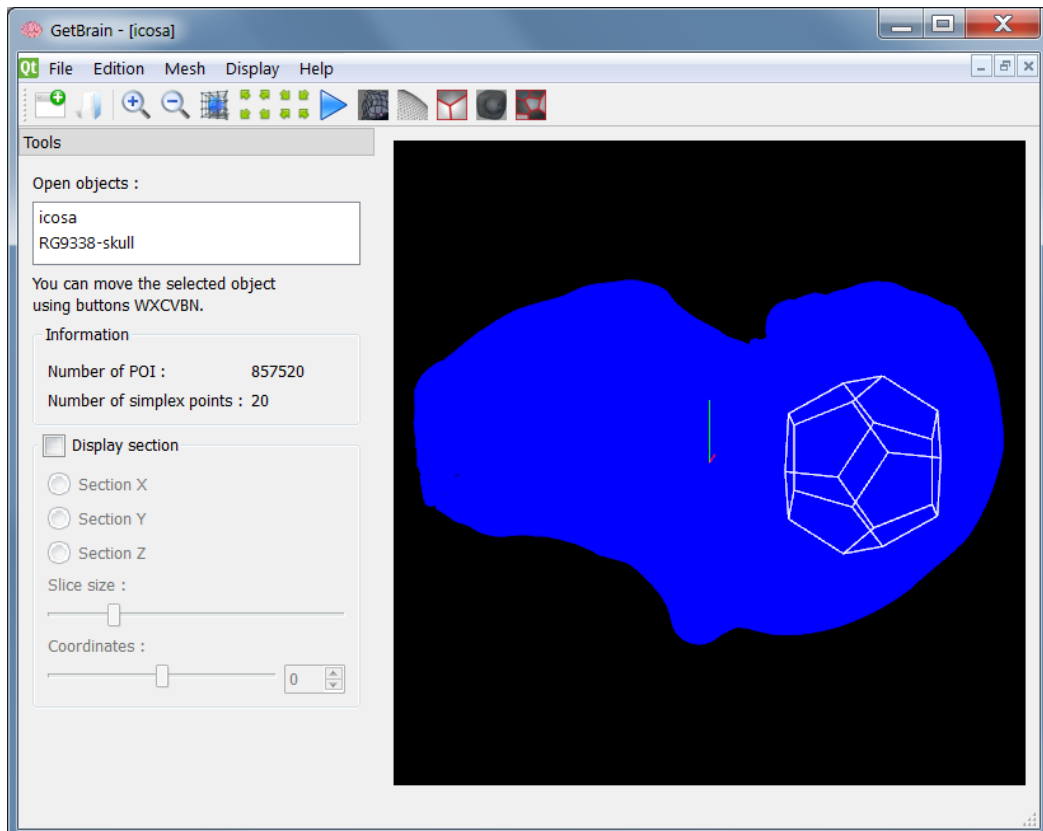 GetBrain - [icosa]
Qt File Edition Mesh Display Help
Tools
Open objects :
icosa
RG9338-skull
You can move the selected object
using buttons WXCVBN.
Information
Number of POI : 857520
Number of simplex points : 20
Display section
Section X
Section Y
Section Z
Slice size :
Coordinates :
0